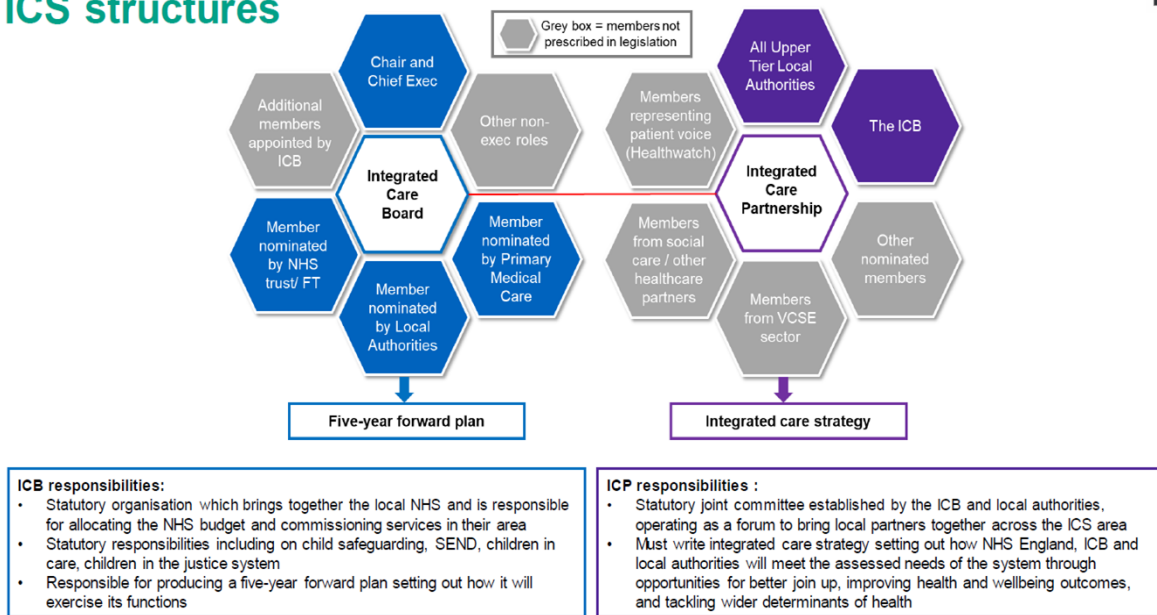 ICS structures
Grey box = members not
prescribed in legislation
Chair and
Chief Exec
Additional
members
appointed by
ICB
Other non-
exec roles
Integrated
Care
Board
Member
nominated
by NHS
trust/ FT
Member
nominated
by Primary
Medical
Care
Member
nominated
by Local
Authorities
Five-year forward plan
All Upper
Tier Local
Authorities
Members
representing
patient voice
(Healthwatch)
The ICB
Integrated
Care
Partnership
Members
from social
care / other
healthcare
partners
Other
nominated
members
Members
from VCSE
sector
Integrated care strategy
ICB responsibilities:
• Statutory organisation which brings together the local NHS and is responsible
for allocating the NHS budget and commissioning services in their area
• Statutory responsibilities including on child safeguarding, SEND, children in
care, children in the justice system
• Responsible for producing a five-year forward plan setting out how it will
exercise its functions
ICP responsibilities :
• Statutory joint committee established by the ICB and local authorities,
operating as a forum to bring local partners together across the ICS area
• Must write integrated care strategy setting out how NHS England, ICB and
local authorities will meet the assessed needs of the system through
opportunities for better join up, improving health and wellbeing outcomes,
and tackling wider determinants of health